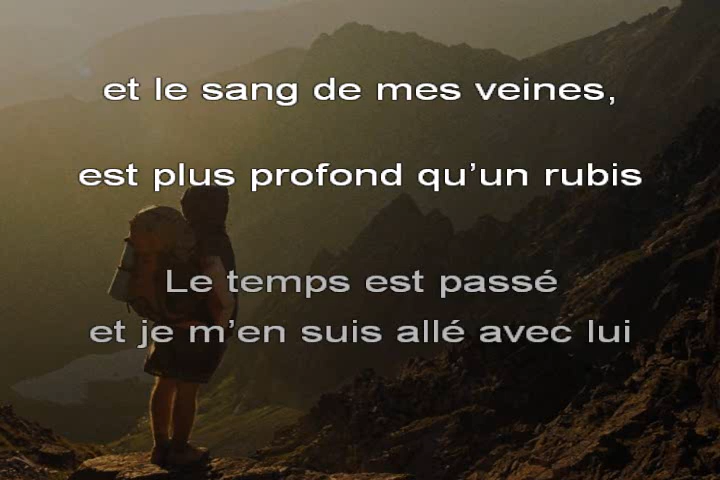 et le sang de mes veines,
est plus profond qu’un rubis
Le temps est passé
et je m’en suis allé avec lui